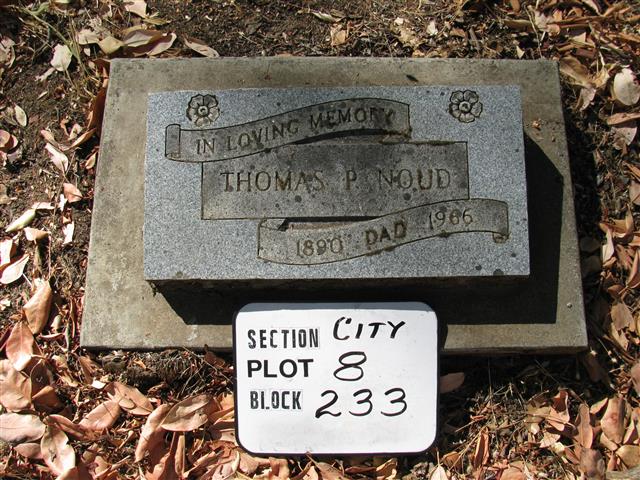 IN LOVING MEMORY
THOMAS P. NOUD
1890 DAD 1966
SECTION CITY
PLOT 8
BLOCK 233